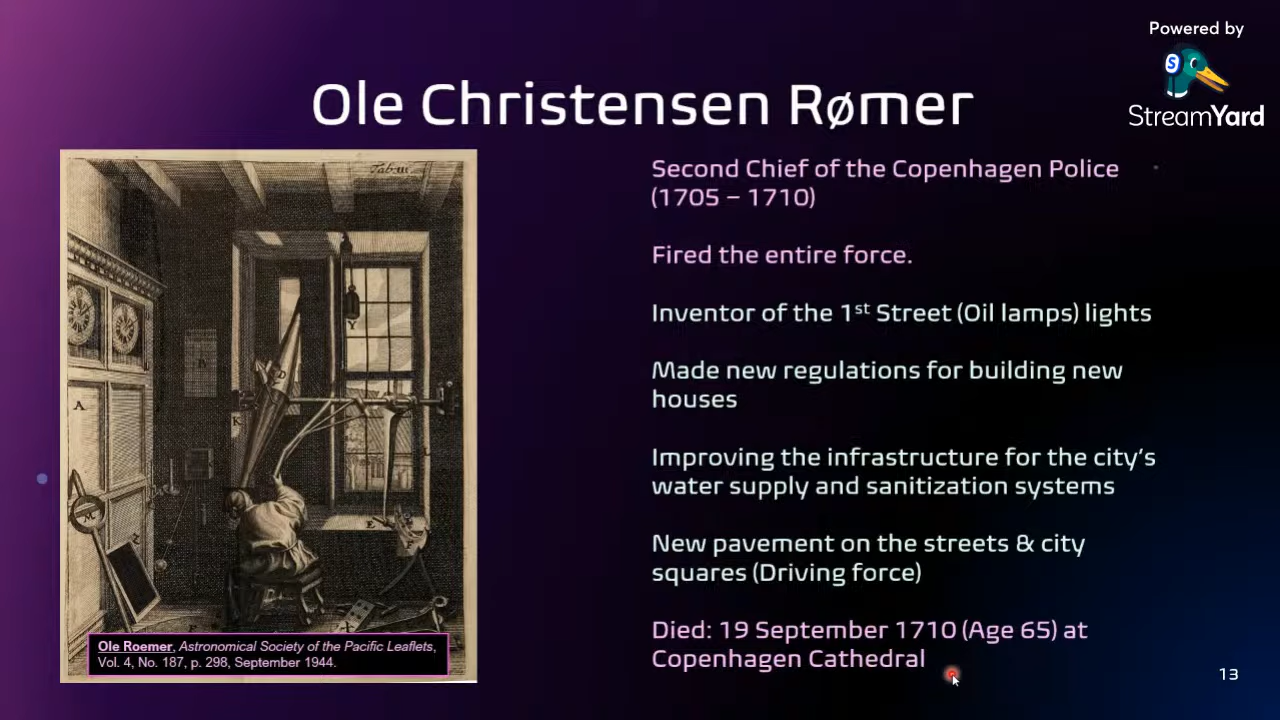 Powered by
StreamYard
Ole Christensen Rømer
Second Chief of the Copenhagen Police
(1705 – 1710)
Fired the entire force.
Inventor of the 1st Street (Oil lamps) lights
Made new regulations for building new
houses
Improving the infrastructure for the city's
water supply and sanitization systems
New pavement on the streets & city
squares (Driving force)
Died: 19 September 1710 (Age 65) at
Copenhagen Cathedral
A
K
D
Y
E
M
Z
Ole Roemer, Astronomical Society of the Pacific Leaflets,
Vol. 4, No. 187, p. 298, September 1944.
13